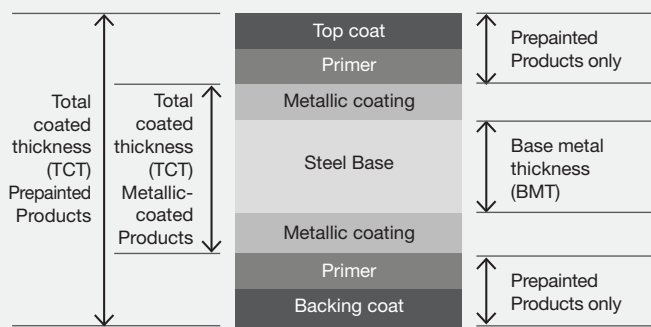 Total
coated
thickness
(TCT)
Prepainted
Products
Total
coated
thickness
(TCT)
Metallic-
coated
Products
Top coat
Primer
Metallic coating
Steel Base
Metallic coating
Primer
Backing coat
Prepainted
Products only
Base metal
thickness
(BMT)
Prepainted
Products only